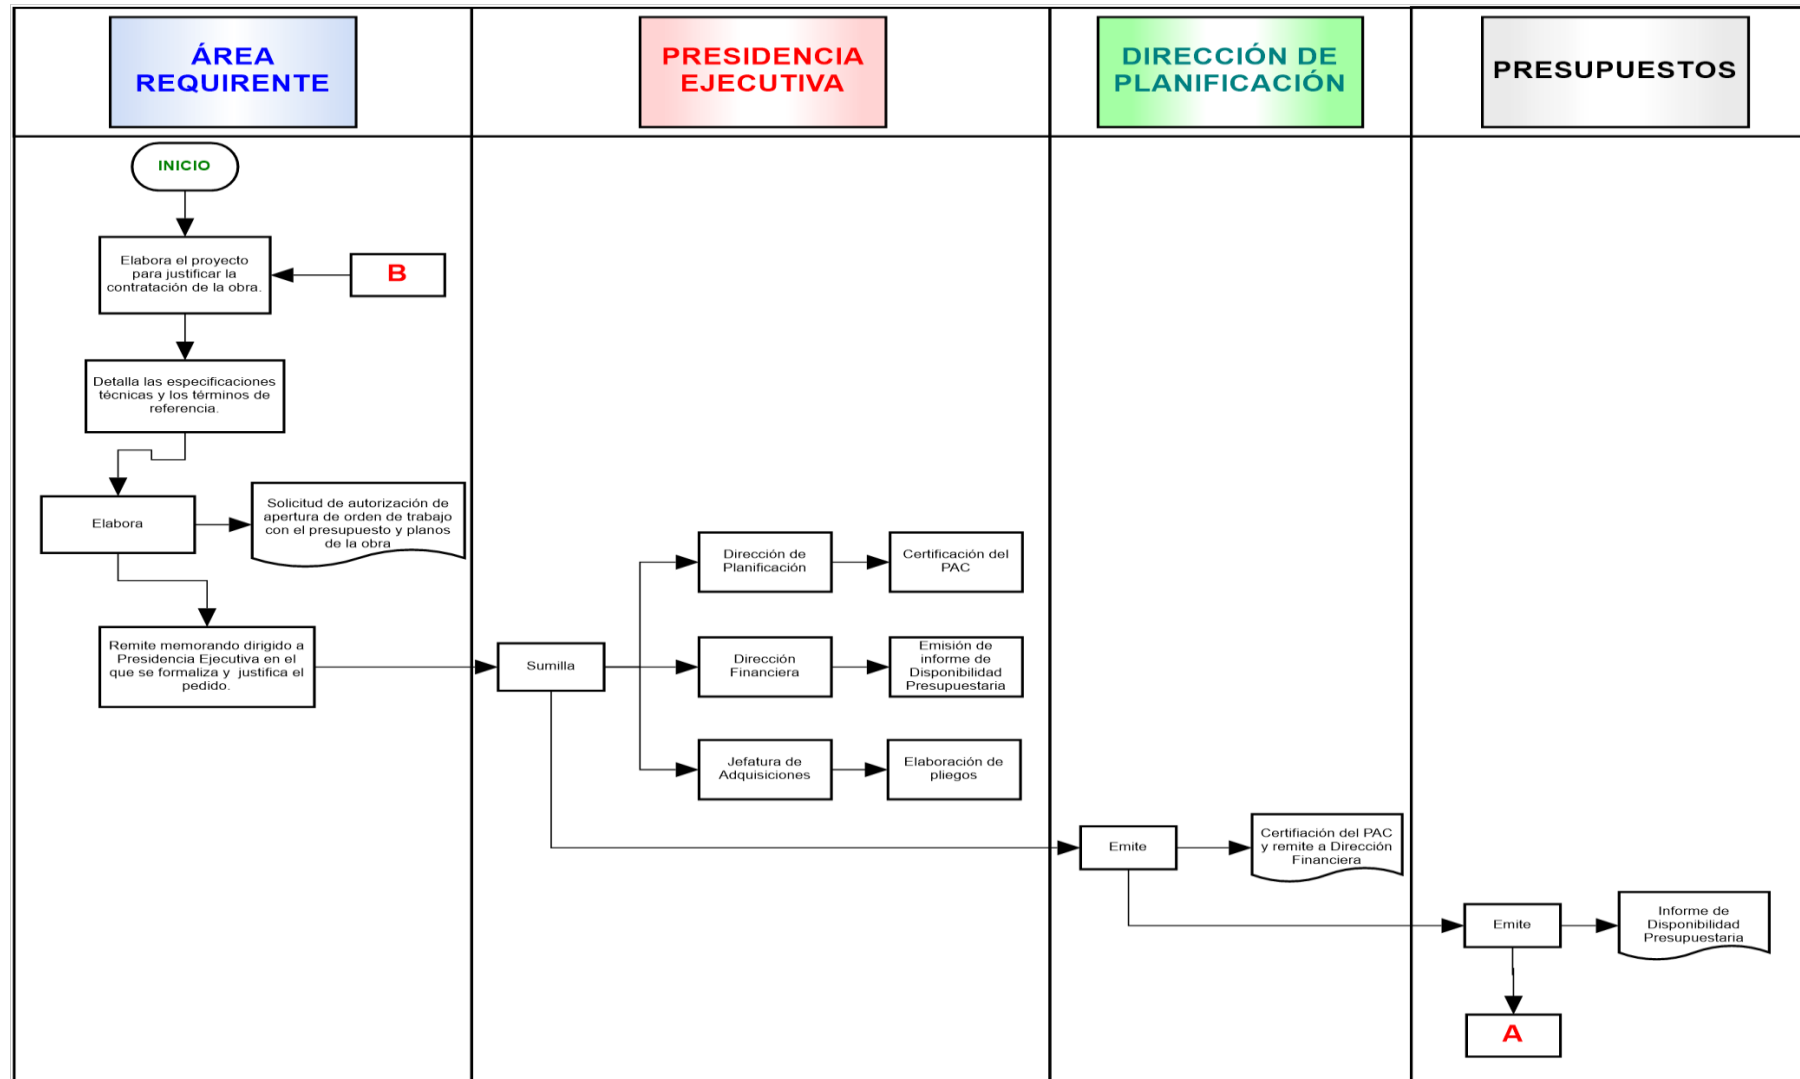 ÁREA
REQUIRENTE
PRESIDENCIA
EJECUTIVA
DIRECCIÓN DE
PLANIFICACIÓN
PRESUPUESTOS
INICIO
Elabora el proyecto
para justificar la
contratación de la obra.
B
Detalla las especificaciones
técnicas y los términos de
referencia.
Elabora
Solicitud de autorización de
apertura de orden de trabajo
con el presupuesto y planos
de la obra
Remite memorando dirigido a
Presidencia Ejecutiva en el
que se formaliza y justifica el
pedido.
Sumilla
Dirección de
Planificación
Certificación del
PAC
Dirección
Financiera
Emisión de
informe de
Disponibilidad
Presupuestaria
Jefatura de
Adquisiciones
Elaboración de
pliegos
Emite
Certifiación del PAC
y remite a Dirección
Financiera
Emite
Informe de
Disponibilidad
Presupuestaria
A